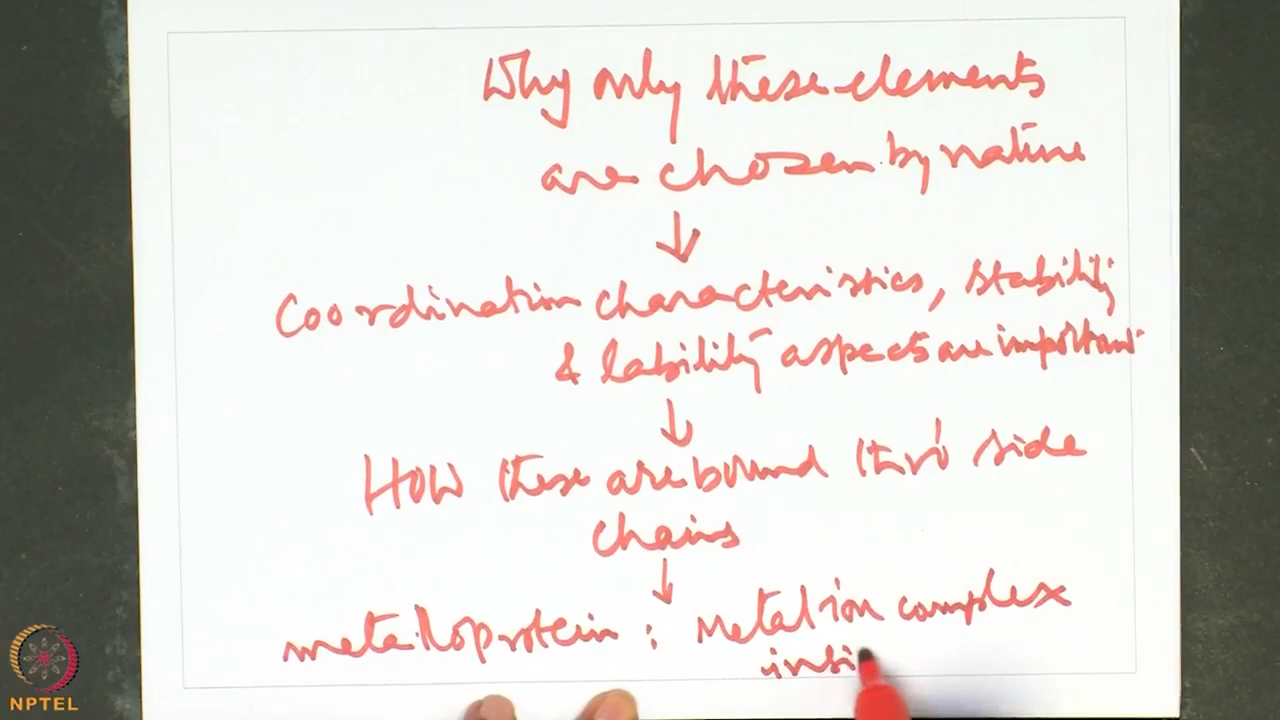 Why only these elements
are chosen by nature
↓
Coordination characteristics, stability
& lability aspects are important
↓
How these are bound thro' side
chains
↓
metalloprotein : Metal ion complex
insi
NPTEL